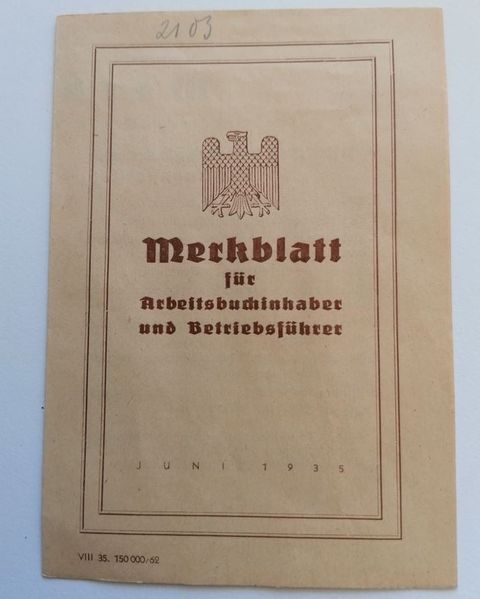 2103
Merkblatt
für
Arbeitsbuchinhaber
und Betriebsführer
JUNI 1935
VIII 35. 150 000/62